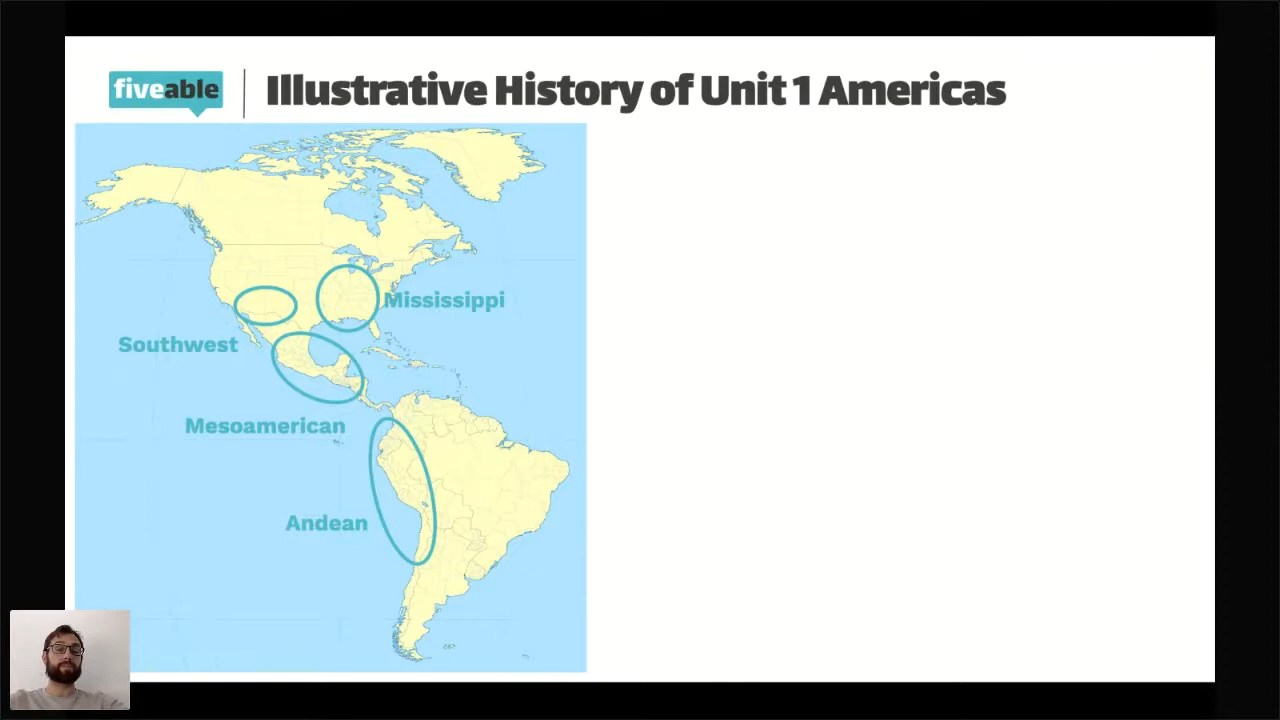 fiveable
Illustrative History of Unit 1 Americas
Mississippi
Southwest
Mesoamerican
Andean